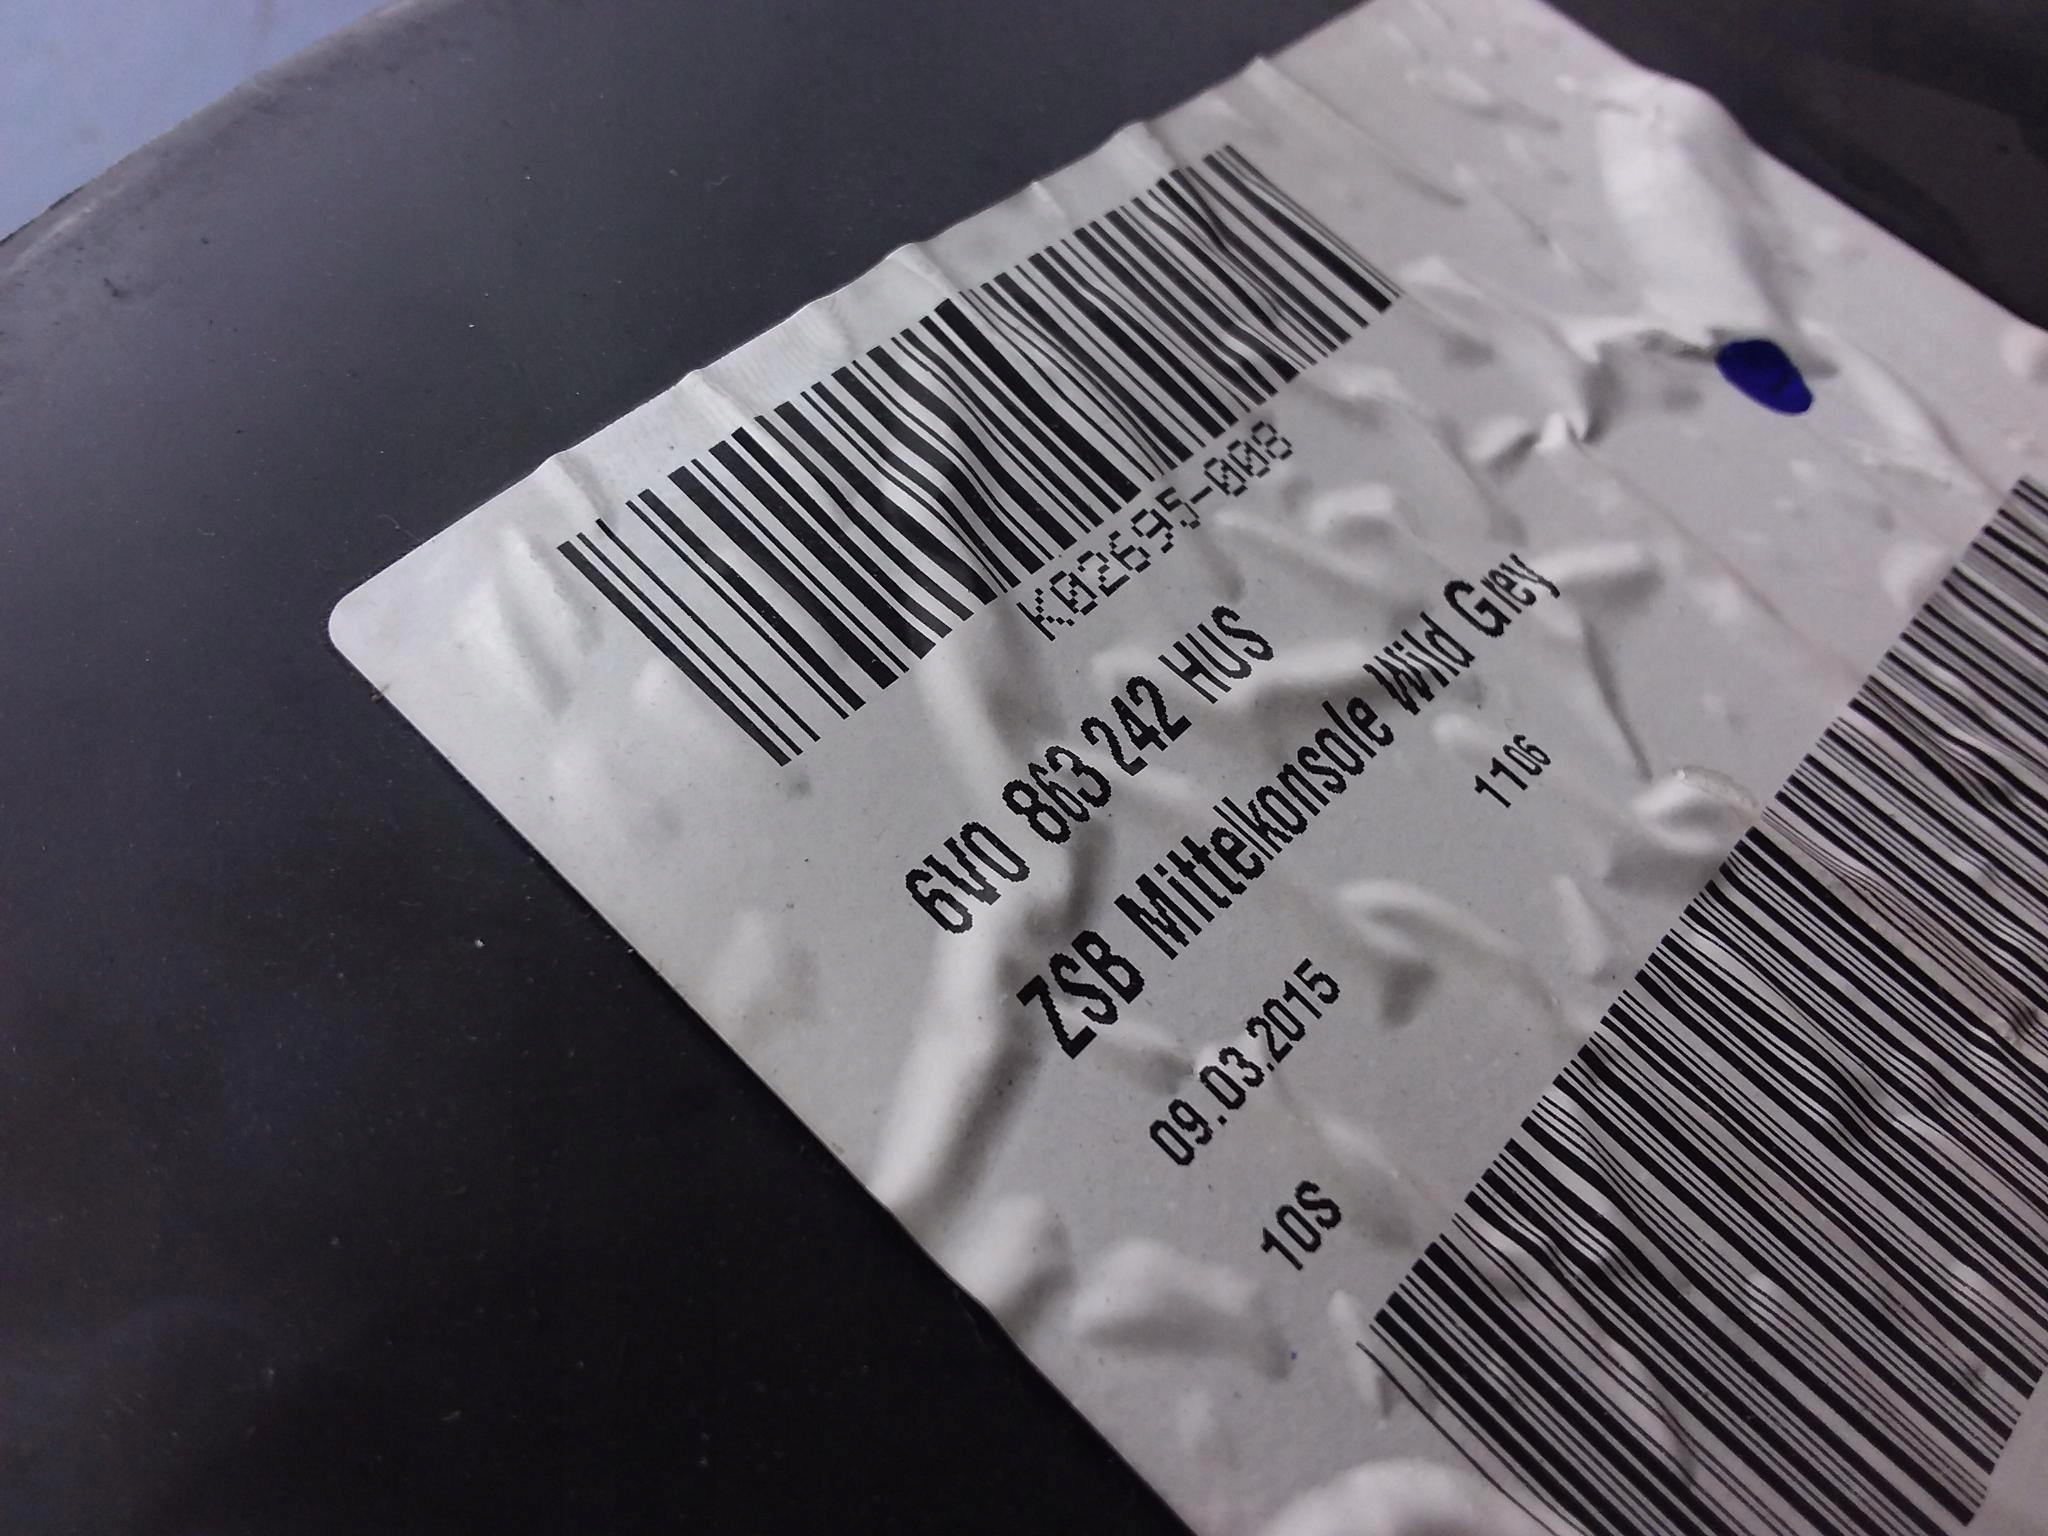 K02695-008
6V0 863 242 HUS
ZSB Mittelkonsole Wild Grey
1106
09.03.2015
10S